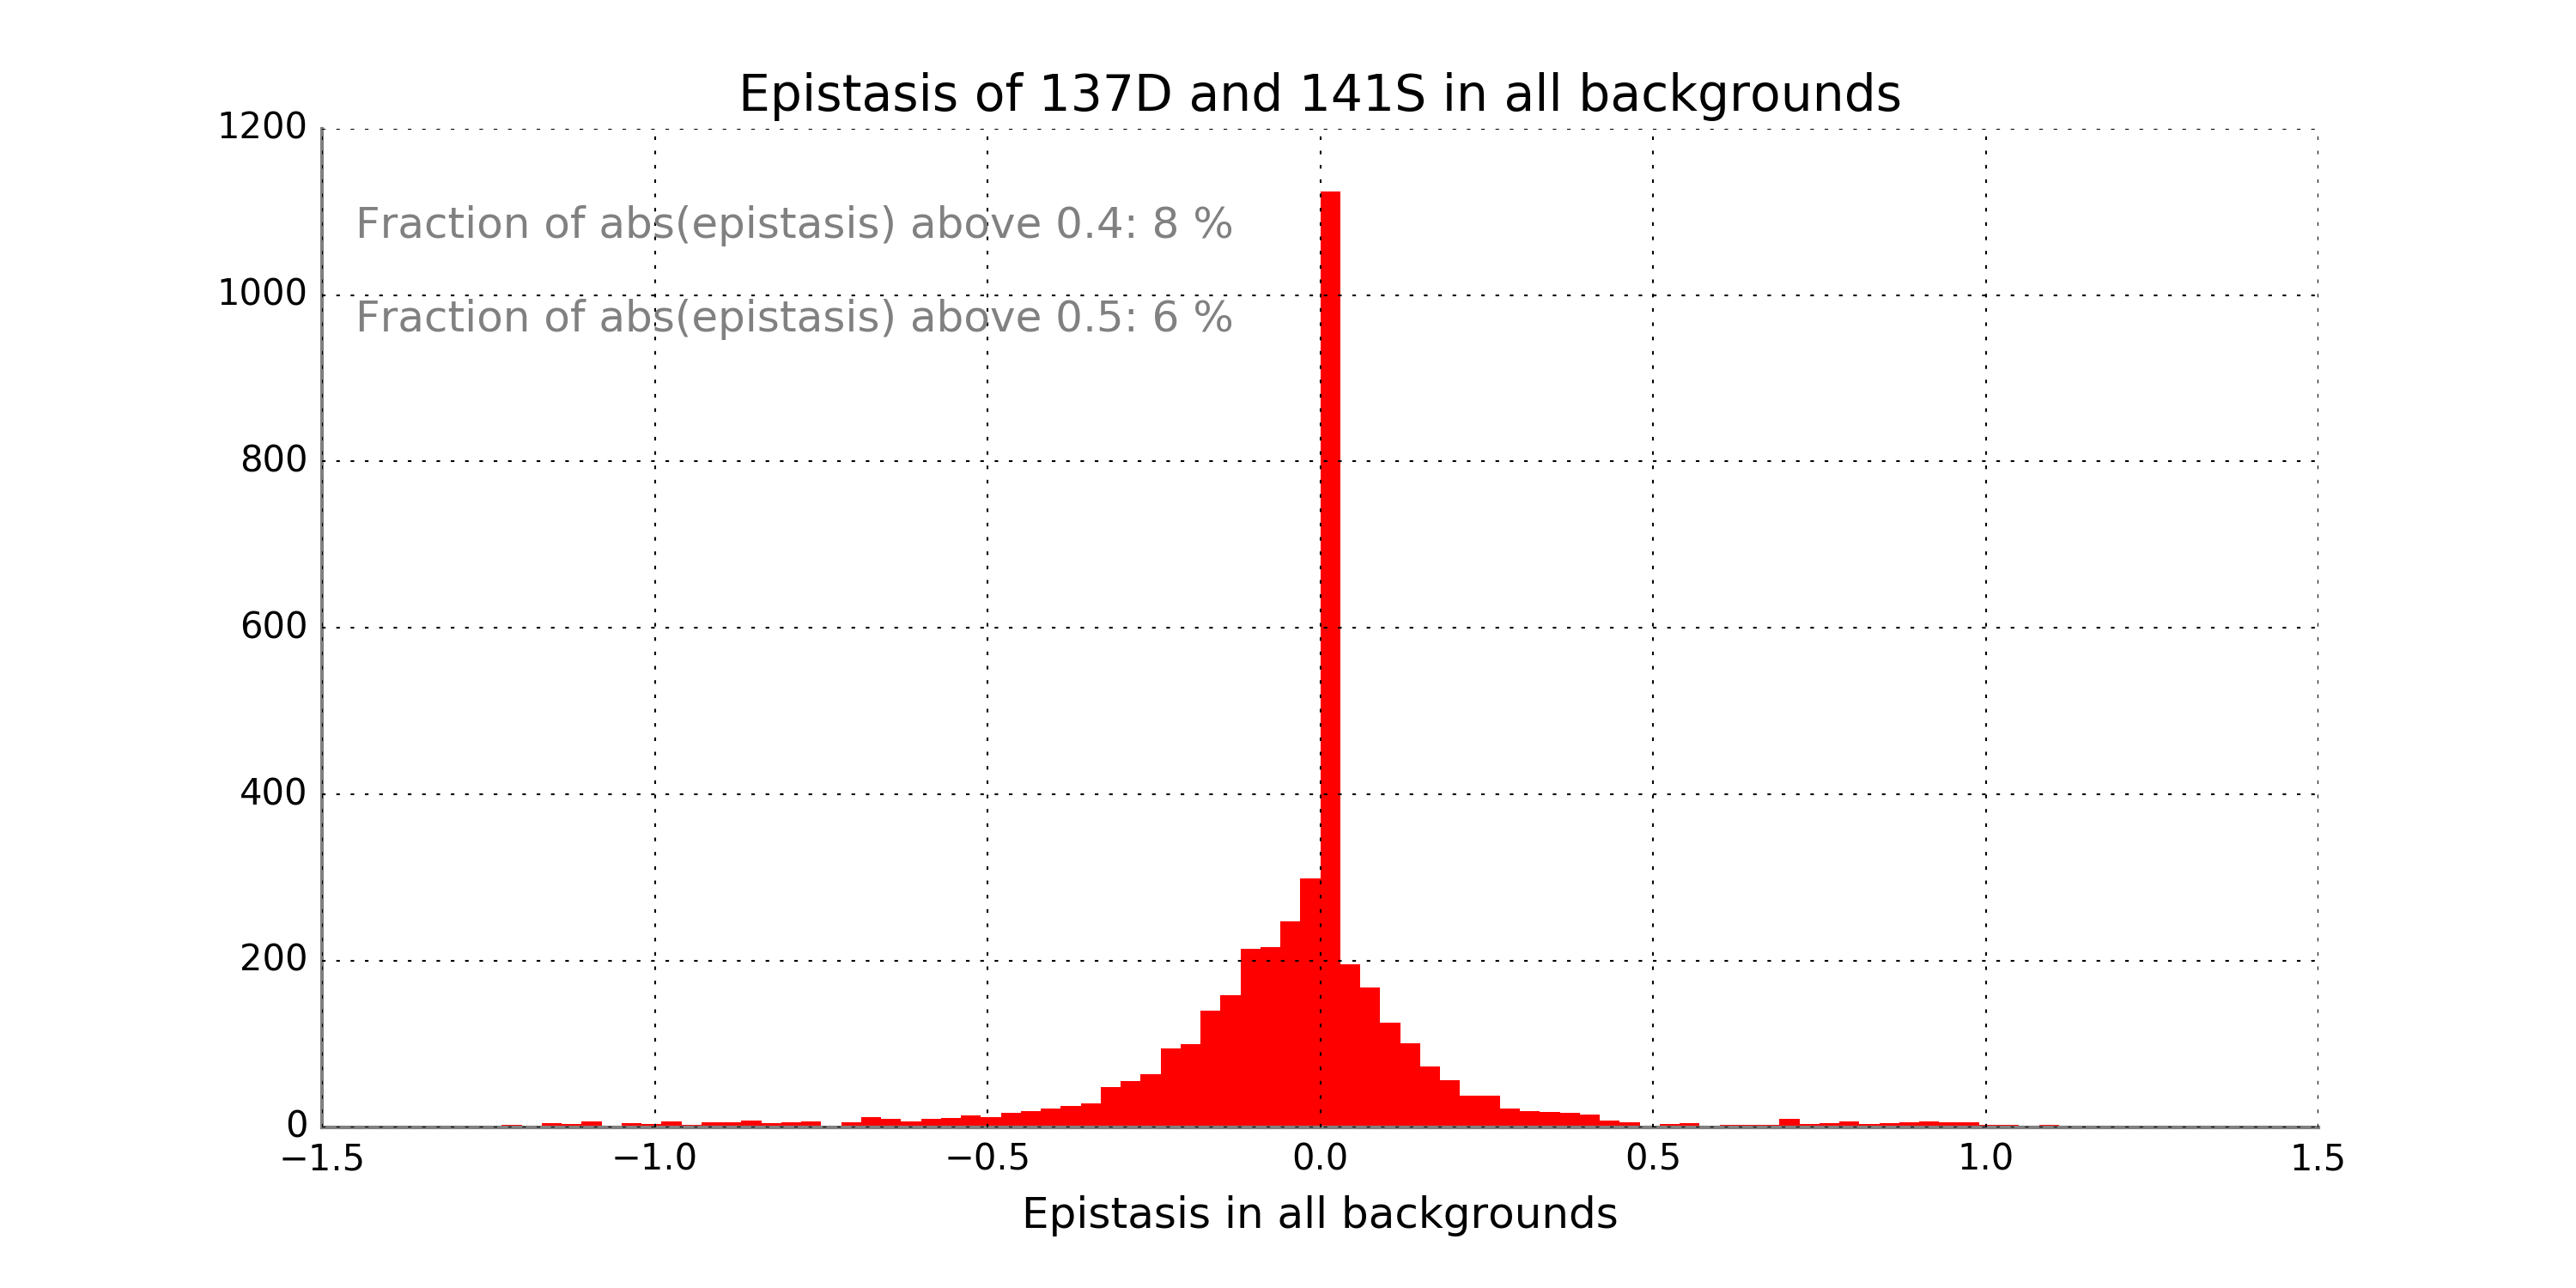 Epistasis of 137D and 141S in all backgrounds
1200
Fraction of abs(epistasis) above 0.4: 8 %
1000
Fraction of abs(epistasis) above 0.5: 6 %
800
600
400
200
0
−1.5 −1.0 −0.5 0.0 0.5 1.0 1.5
Epistasis in all backgrounds